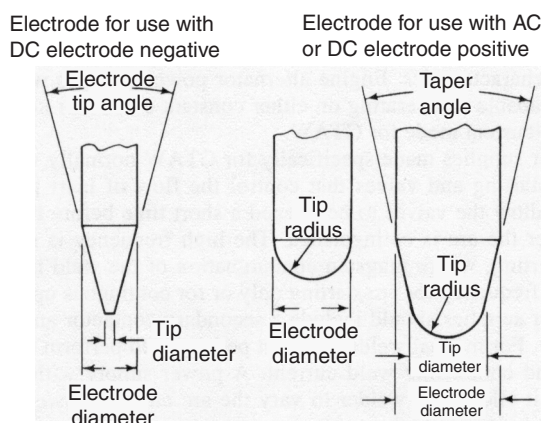 Electrode for use with
DC electrode negative
Electrode
tip angle
Tip
diameter
Electrode
diameter
Electrode for use with AC
or DC electrode positive
Taper
angle
Tip
radius
Tip
radius
Electrode
diameter
Tip
diameter
Electrode
diameter